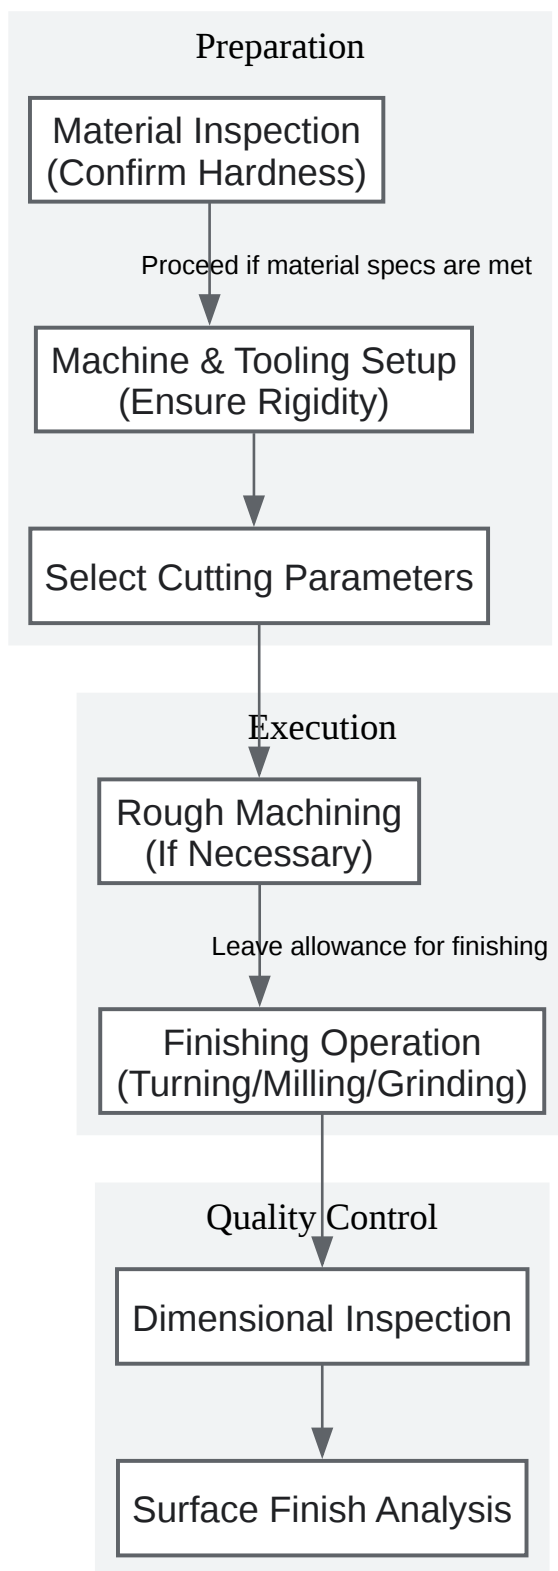 Preparation
Material Inspection
(Confirm Hardness)
Proceed if material specs are met
Machine & Tooling Setup
(Ensure Rigidity)
Select Cutting Parameters
Execution
Rough Machining
(If Necessary)
Leave allowance for finishing
Finishing Operation
(Turning/Milling/Grinding)
Quality Control
Dimensional Inspection
Surface Finish Analysis